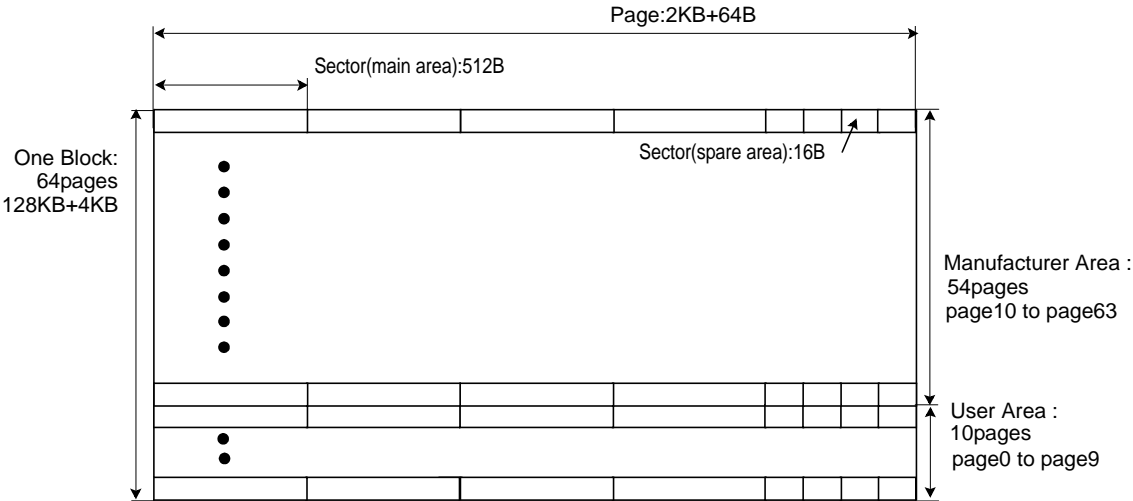 Page:2KB+64B
Sector(main area):512B
Sector(spare area):16B
One Block:
64pages
128KB+4KB
Manufacturer Area :
54pages
page10 to page63
User Area :
10pages
page0 to page9